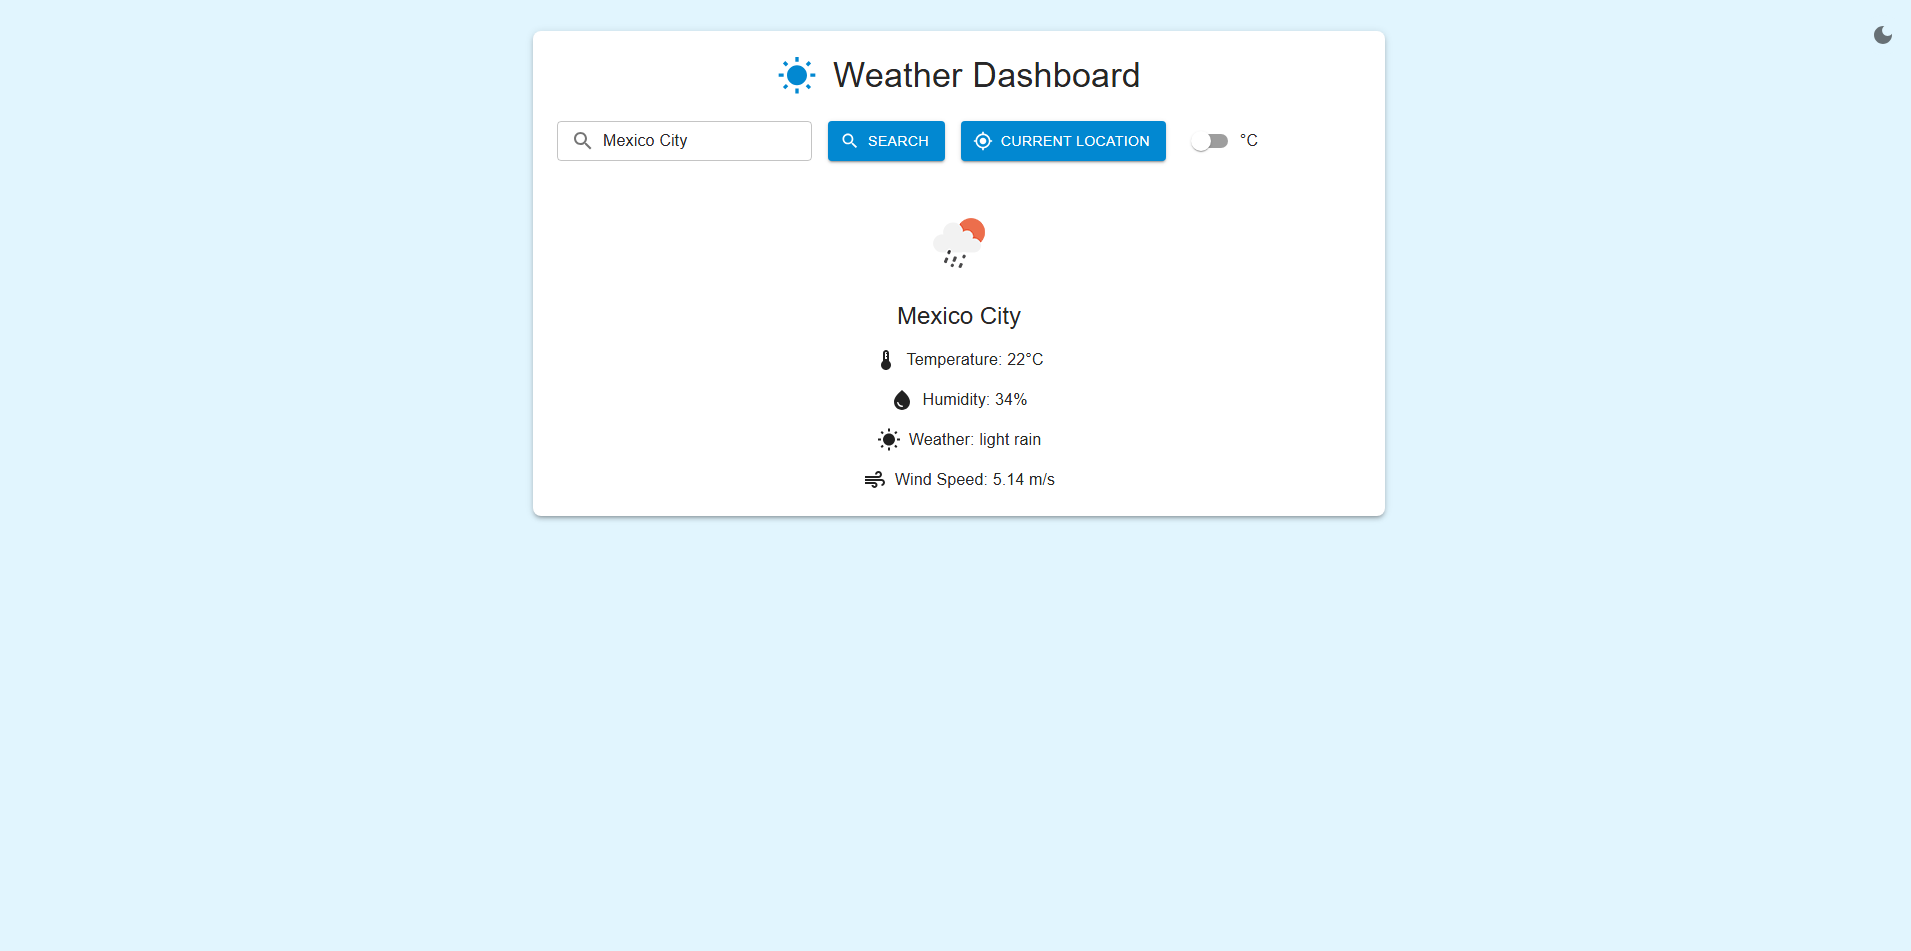 Weather Dashboard
Mexico City
SEARCH
CURRENT LOCATION
°C
Mexico City
Temperature: 22°C
Humidity: 34%
Weather: light rain
Wind Speed: 5.14 m/s